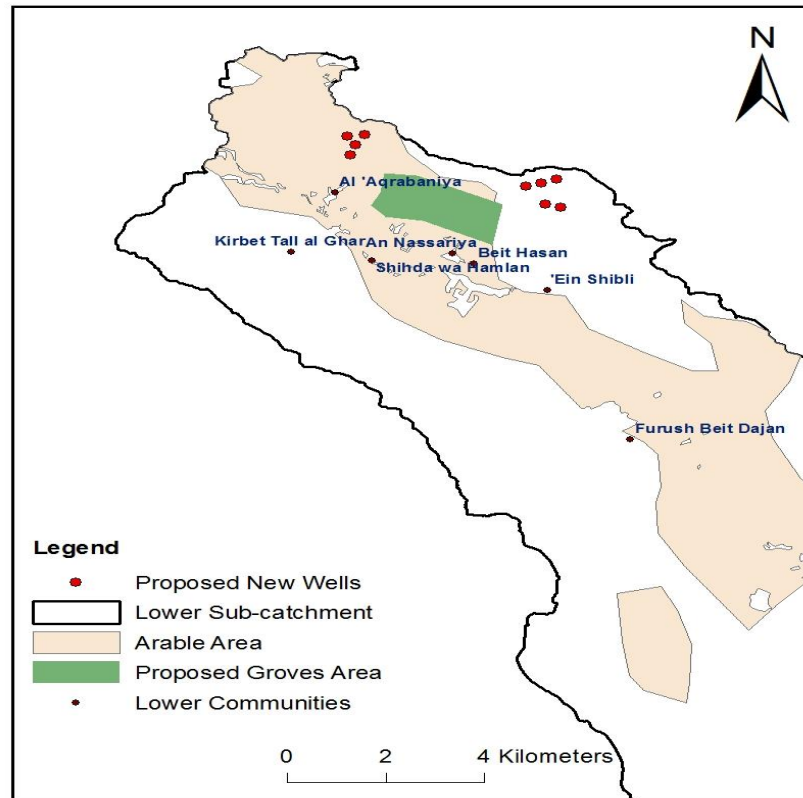 N
Al 'Aqrabaniya
Kirbet Tall al Ghar
An Nassariya
Beit Hasan
Shihda wa Hamlan
'Ein Shibli
Furush Beit Dajan
Legend
Proposed New Wells
Lower Sub-catchment
Arable Area
Proposed Groves Area
Lower Communities
0 2 4 Kilometers